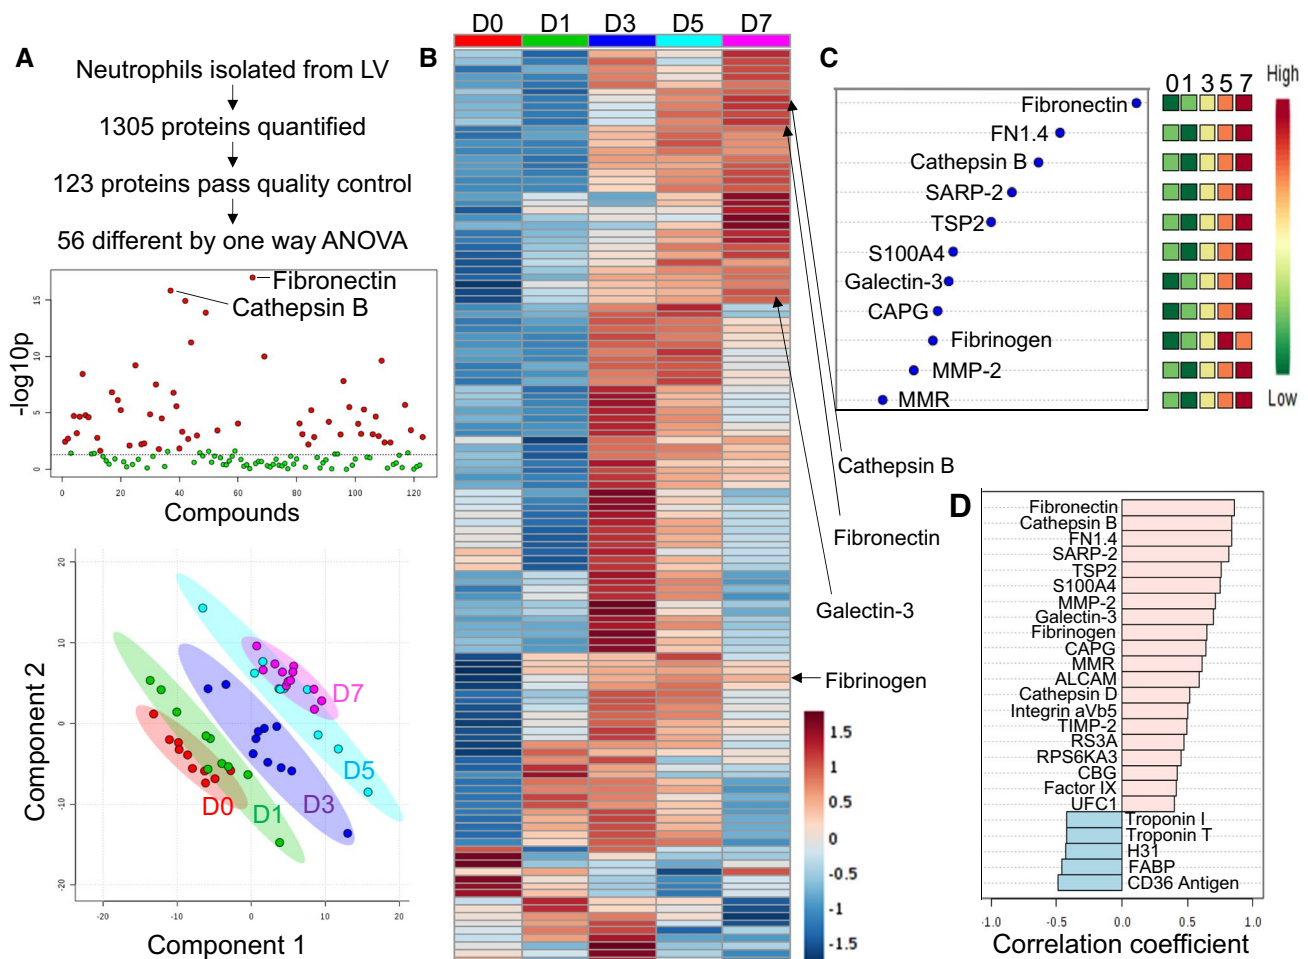 A
Neutrophils isolated from LV
1305 proteins quantified
123 proteins pass quality control
56 different by one way ANOVA
Fibronectin
Cathepsin B
-log10p
15
10
5
0
0 20 40 60 80 100 120
Compounds
Component 2
20
10
0
-10
-20
D7
D5
D3
D1
D0
-20 -10 0 10 20
Component 1
B
D0 D1 D3 D5 D7
Cathepsin B
Fibronectin
Galectin-3
Fibrinogen
1.5
1
0.5
0
-0.5
-1
-1.5
C
0 1 3 5 7
High
Low
Fibronectin
FN1.4
Cathepsin B
SARP-2
TSP2
S100A4
Galectin-3
CAPG
Fibrinogen
MMP-2
MMR
D
Fibronectin
Cathepsin B
FN1.4
SARP-2
TSP2
S100A4
MMP-2
Galectin-3
Fibrinogen
CAPG
MMR
ALCAM
Cathepsin D
Integrin aVb5
TIMP-2
RS3A
RPS6KA3
CBG
Factor IX
UFC1
Troponin I
Troponin T
H31
FABP
CD36 Antigen
-1.0 -0.5 0.0 0.5 1.0
Correlation coefficient